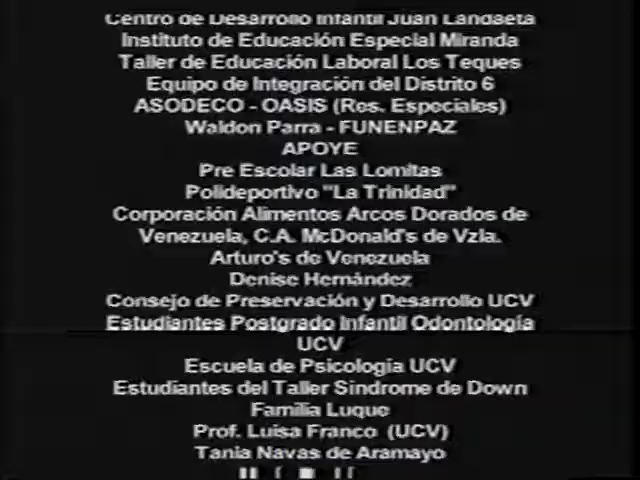 Centro de Desarrollo Infantil Juan Landaeta
Instituto de Educación Especial Miranda
Taller de Educación Laboral Los Teques
Equipo de Integración del Distrito 6
ASODECO - OASIS (Res. Especiales)
Waldon Parra - FUNENPAZ
APOYE
Pre Escolar Las Lomitas
Polideportivo "La Trinidad"
Corporación Alimentos Arcos Dorados de
Venezuela, C.A. McDonald's de Vzla.
Arturo's de Venezuela
Denise Hernández
Consejo de Preservación y Desarrollo UCV
Estudiantes Postgrado Infantil Odontología
UCV
Escuela de Psicología UCV
Estudiantes del Taller Sindrome de Down
Familia Luque
Prof. Luisa Franco (UCV)
Tania Navas de Aramayo